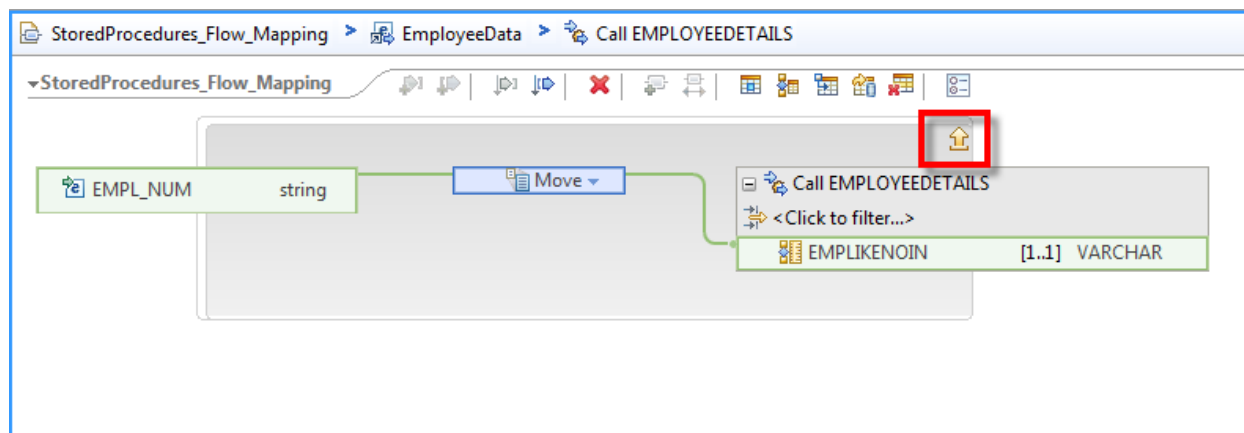 StoredProcedures_Flow_Mapping > EmployeeData > Call EMPLOYEEDETAILS
StoredProcedures_Flow_Mapping
EMPL_NUM string
Move
Call EMPLOYEEDETAILS
<Click to filter...>
EMPLIKENOIN [1..1] VARCHAR